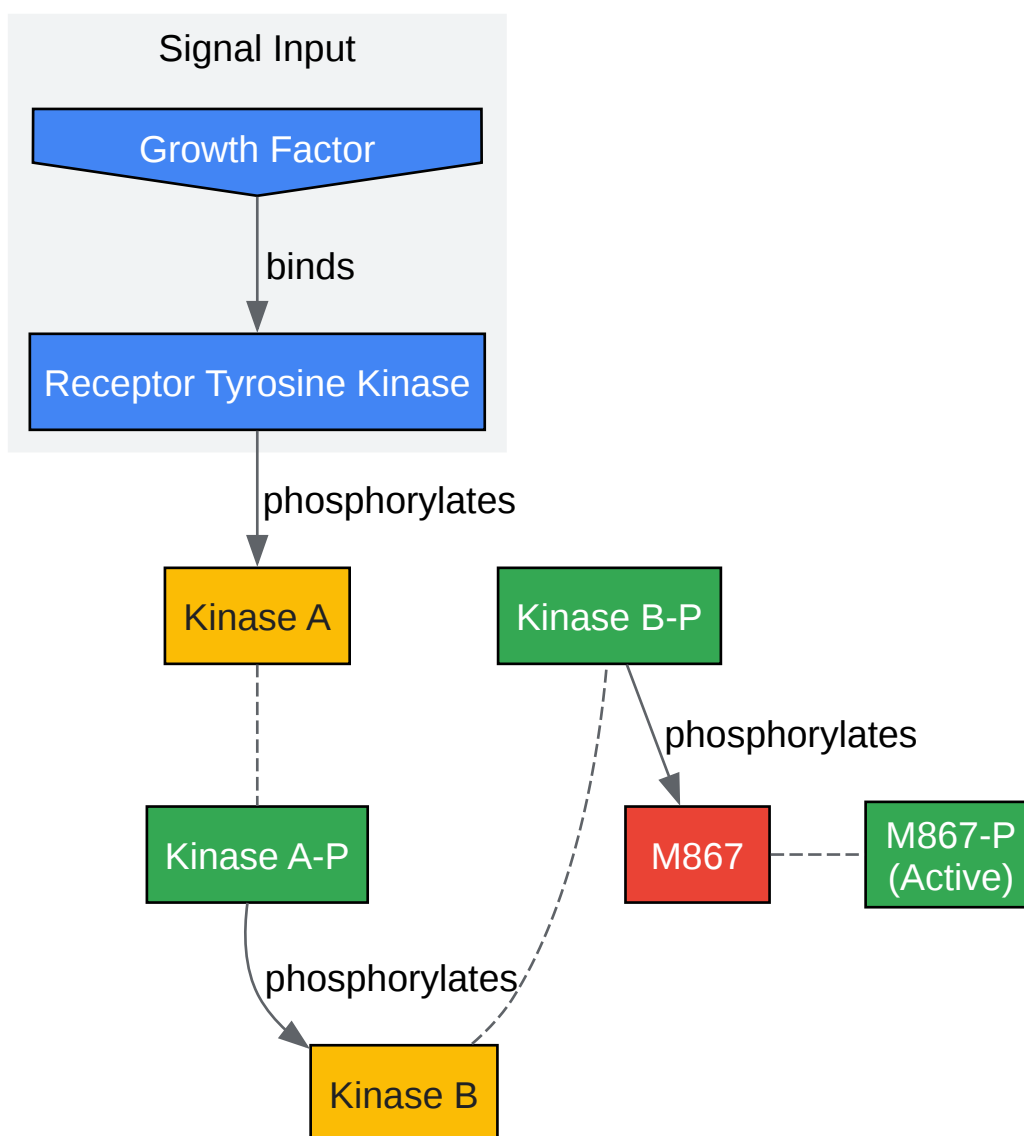 Signal Input
Growth Factor
binds
Receptor Tyrosine Kinase
phosphorylates
Kinase A
Kinase B-P
phosphorylates
Kinase A-P
M867
M867-P
(Active)
phosphorylates
Kinase B